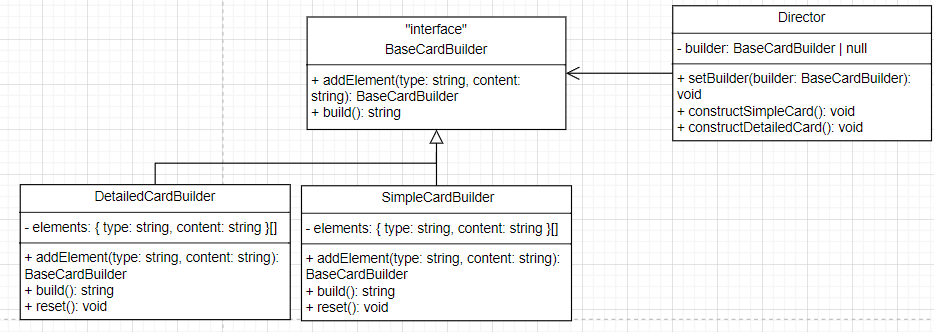 "interface"
BaseCardBuilder
+ addElement(type: string, content:
string): BaseCardBuilder
+ build(): string
Director
- builder: BaseCardBuilder | null
+ setBuilder(builder: BaseCardBuilder):
void
+ constructSimpleCard(): void
+ constructDetailedCard(): void
DetailedCardBuilder
- elements: { type: string, content: string }[]
+ addElement(type: string, content: string):
BaseCardBuilder
+ build(): string
+ reset(): void
SimpleCardBuilder
- elements: { type: string, content: string }[]
+ addElement(type: string, content: string):
BaseCardBuilder
+ build(): string
+ reset(): void